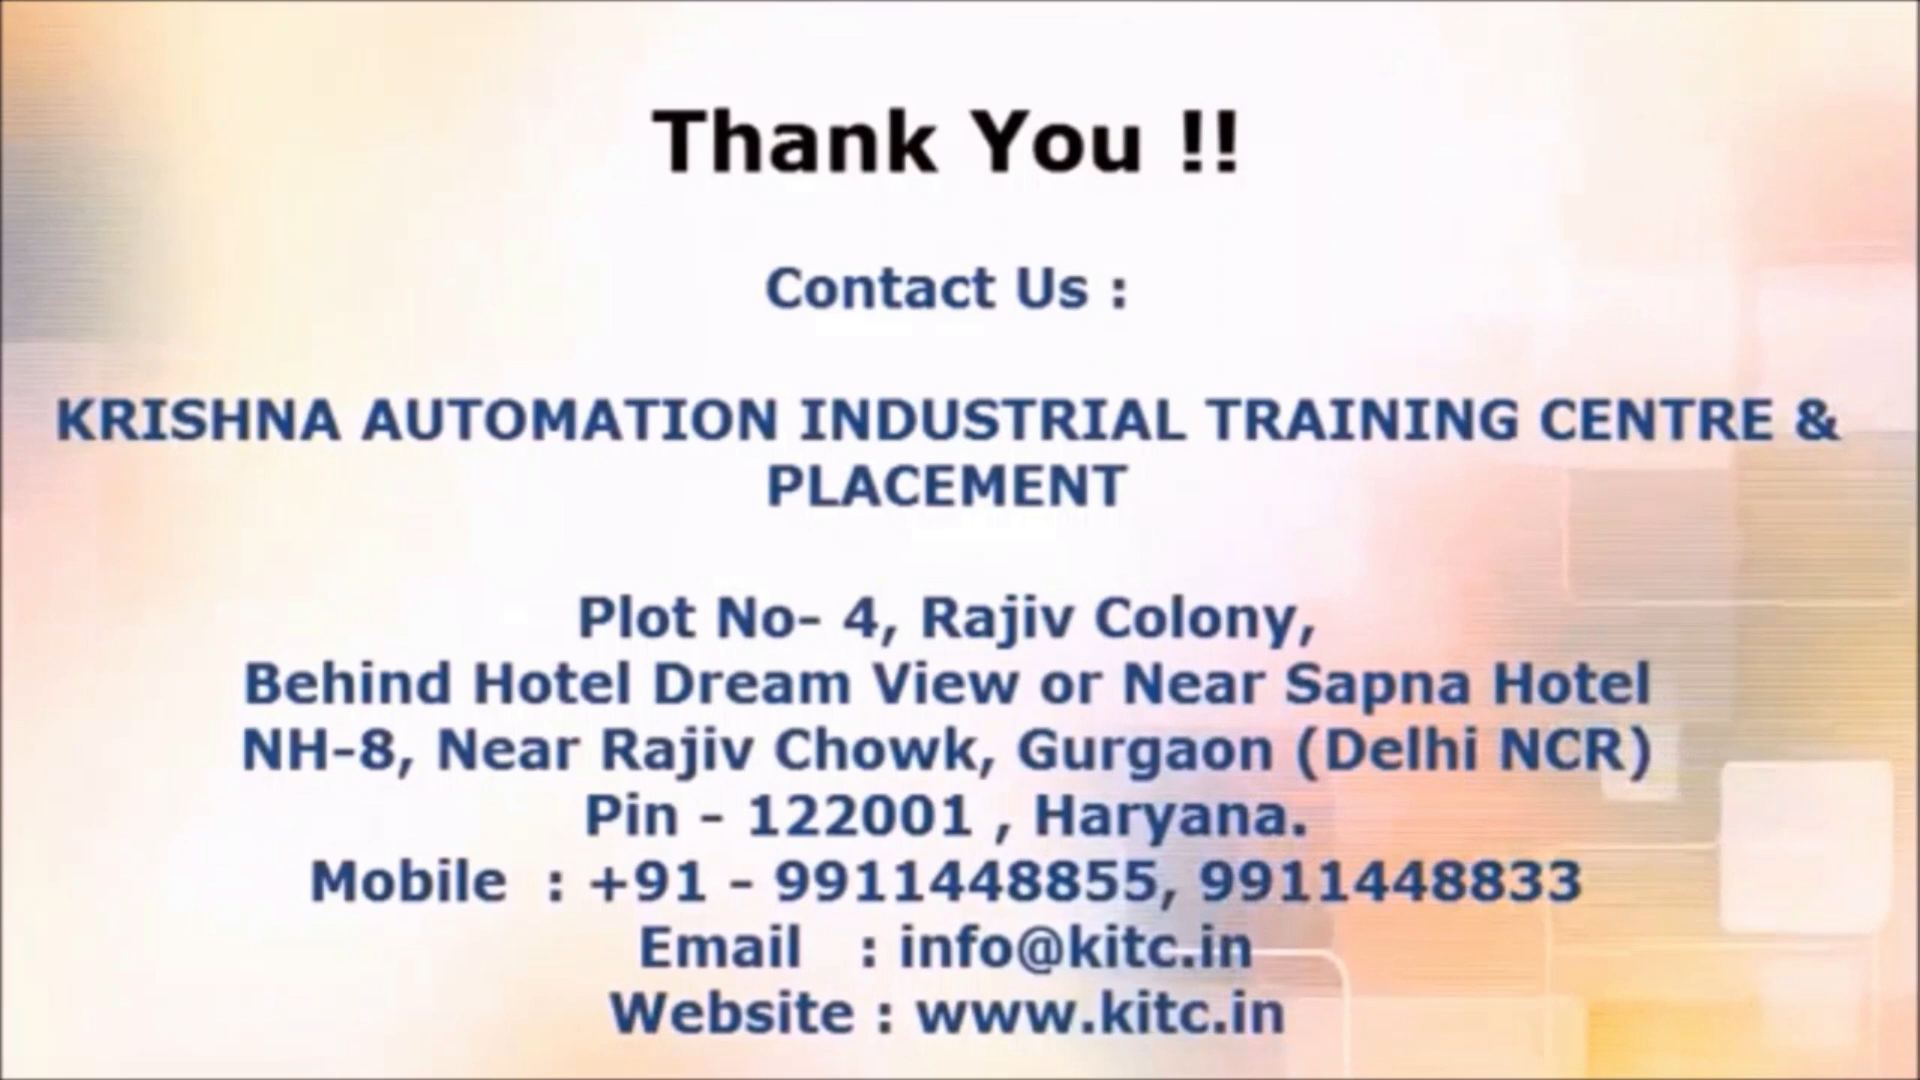 Thank You !!
Contact Us :
KRISHNA AUTOMATION INDUSTRIAL TRAINING CENTRE &
PLACEMENT
Plot No- 4, Rajiv Colony,
Behind Hotel Dream View or Near Sapna Hotel
NH-8, Near Rajiv Chowk, Gurgaon (Delhi NCR)
Pin - 122001 , Haryana.
Mobile : +91 - 9911448855, 9911448833
Email : info@kitc.in
Website : www.kitc.in